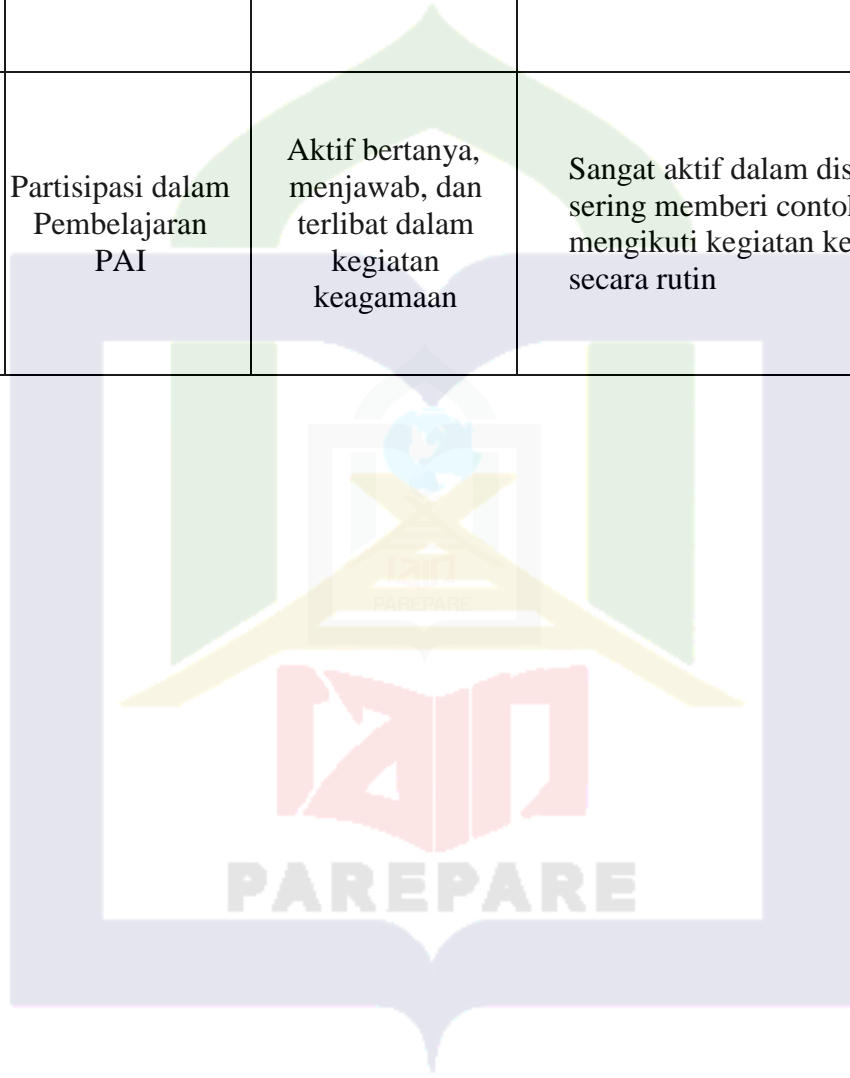 Partisipasi dalam
Pembelajaran
PAI
Aktif bertanya,
menjawab, dan
terlibat dalam
kegiatan
keagamaan
Sangat aktif dalam
sering memberi
mengikuti kegiatan
secara rutin
PAREPARE
PAREPARE